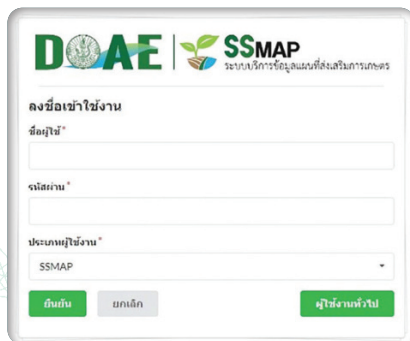 DOAE SSMAP
ระบบบริการข้อมูลแผนที่ส่งเสริมการเกษตร
ลงชื่อเข้าใช้งาน
ชื่อผู้ใช้*
รหัสผ่าน*
ประเภทผู้ใช้งาน*
SSMAP
ยืนยัน ยกเลิก ผู้ใช้งานทั่วไป